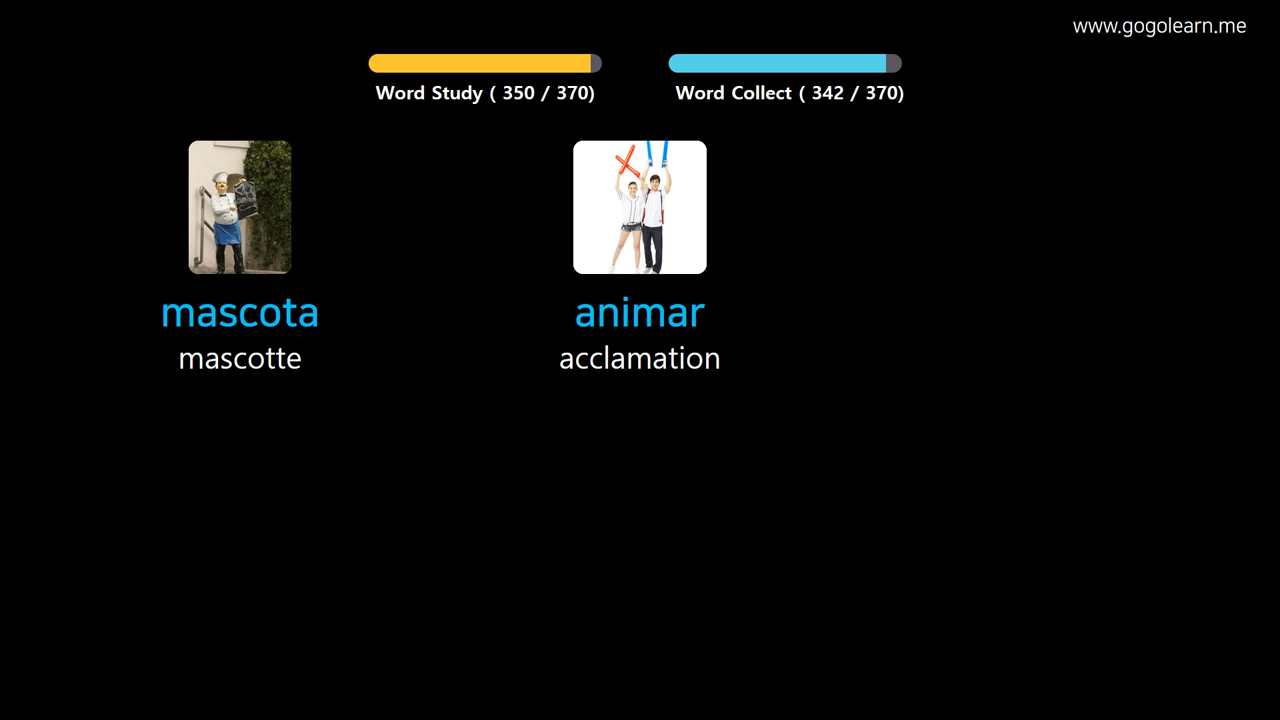 www.gogolearn.me
Word Study ( 350 / 370)
Word Collect ( 342 / 370)
mascota
mascotte
animar
acclamation